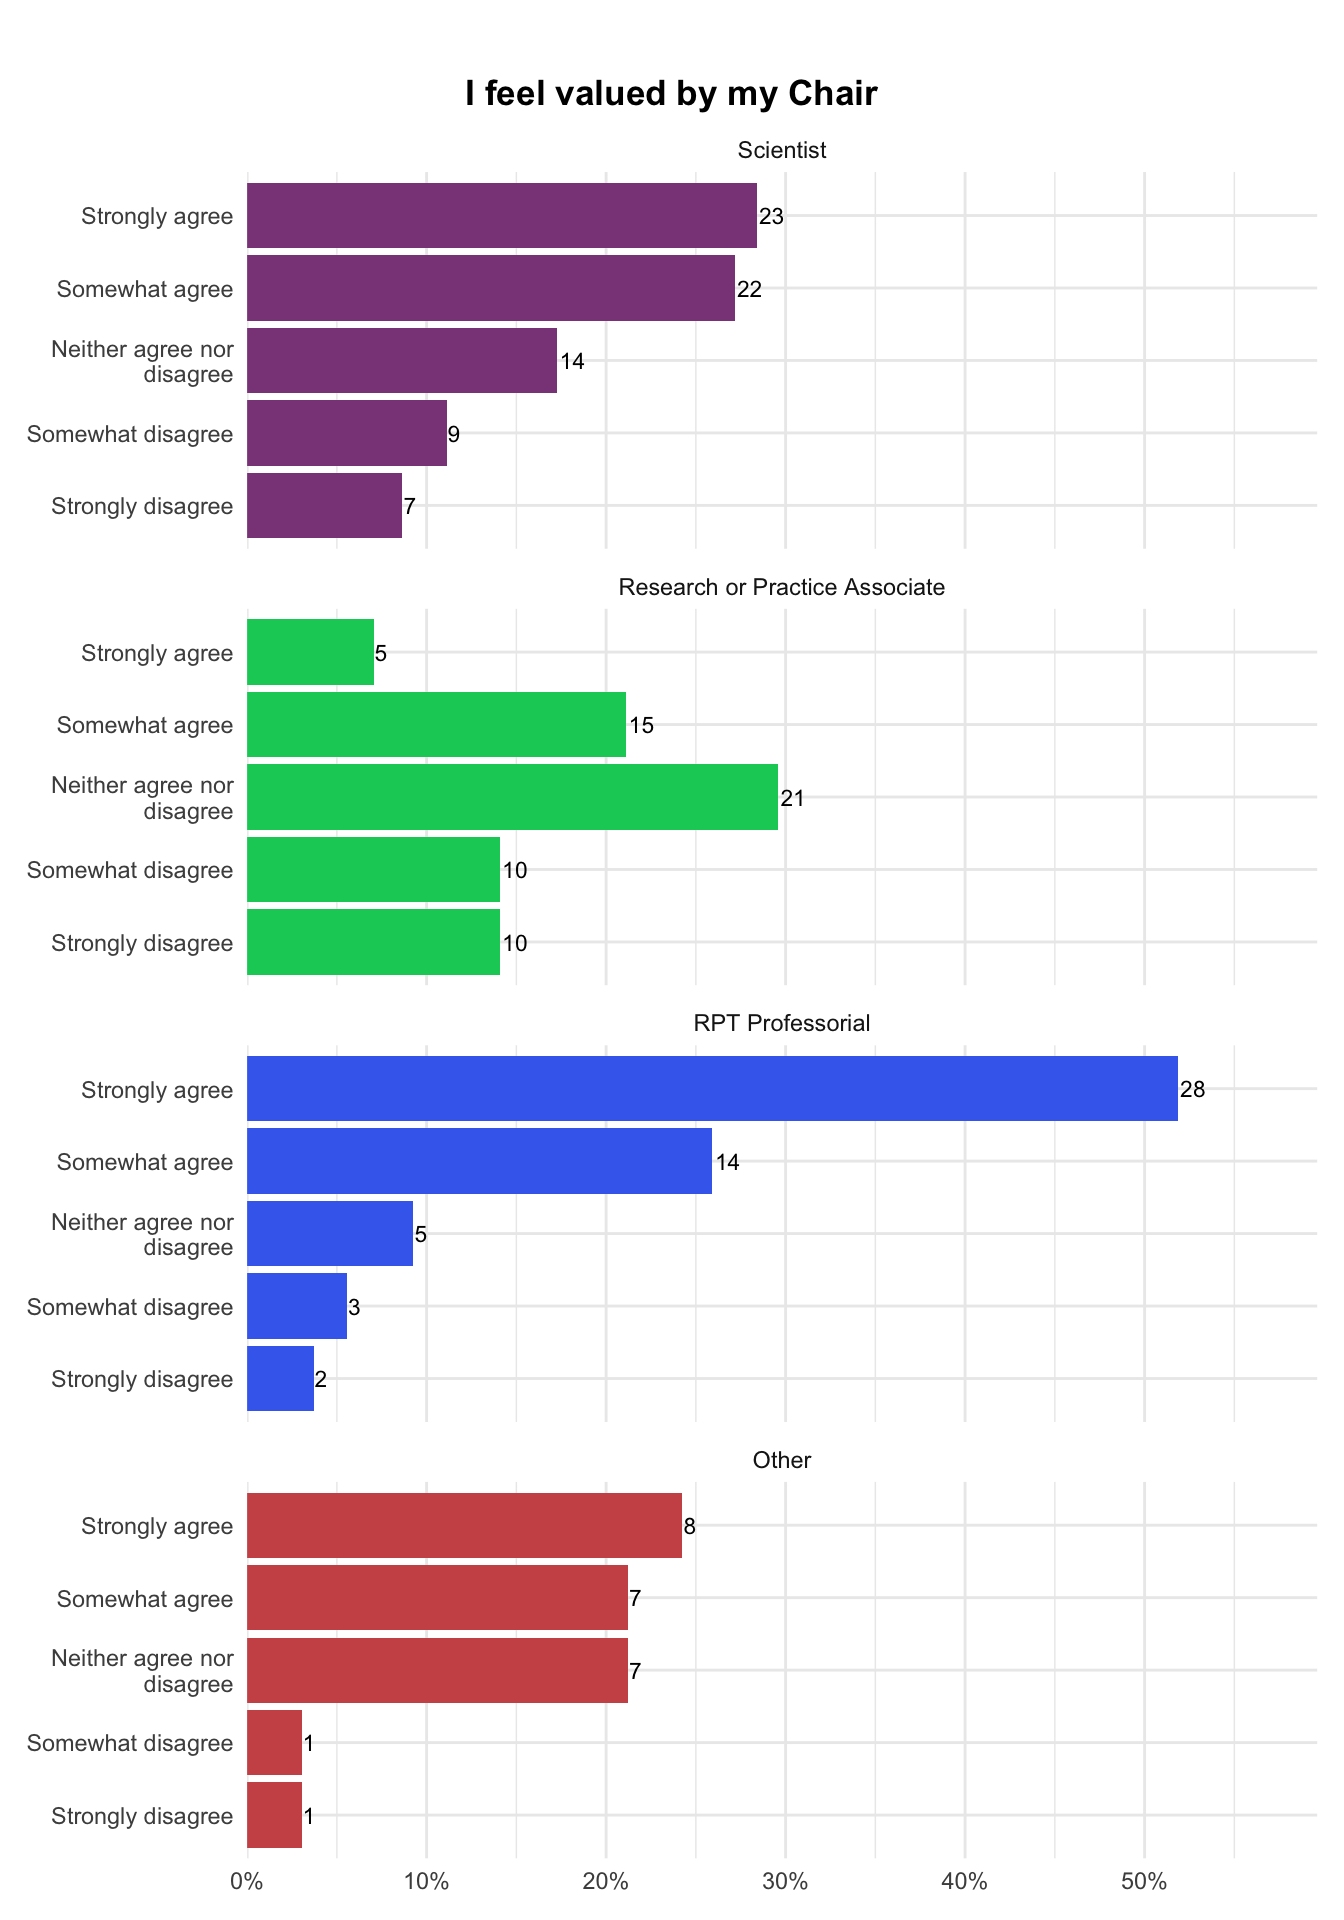 I feel valued by my Chair
Scientist
Strongly agree
23
Somewhat agree
22
Neither agree nor
disagree
14
Somewhat disagree
9
Strongly disagree
7
Research or Practice Associate
Strongly agree
5
Somewhat agree
15
Neither agree nor
disagree
21
Somewhat disagree
10
Strongly disagree
10
RPT Professorial
Strongly agree
28
Somewhat agree
14
Neither agree nor
disagree
5
Somewhat disagree
3
Strongly disagree
2
Other
Strongly agree
8
Somewhat agree
7
Neither agree nor
disagree
7
Somewhat disagree
1
Strongly disagree
1
0% 10% 20% 30% 40% 50%